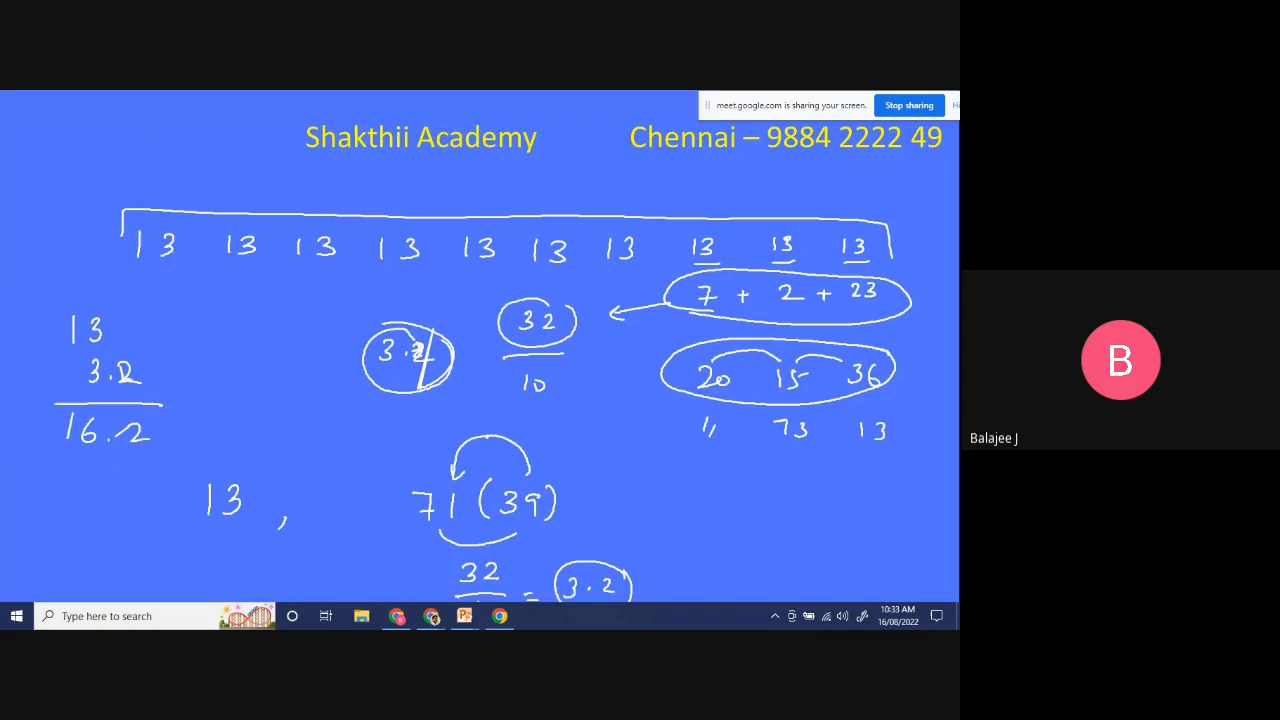 meet.google.com is sharing your screen. Stop sharing Hi
Shakthii Academy Chennai – 9884 2222 49
13 13 13 13 13 13 13 13 13 13
7 + 2 + 23
32
10
3.2
13
3.2
16.2
20 15 36
11 73 13
13 , 71 (39)
32
= 3.2
Balajee J
Type here to search
10:33 AM
16/08/2022
B